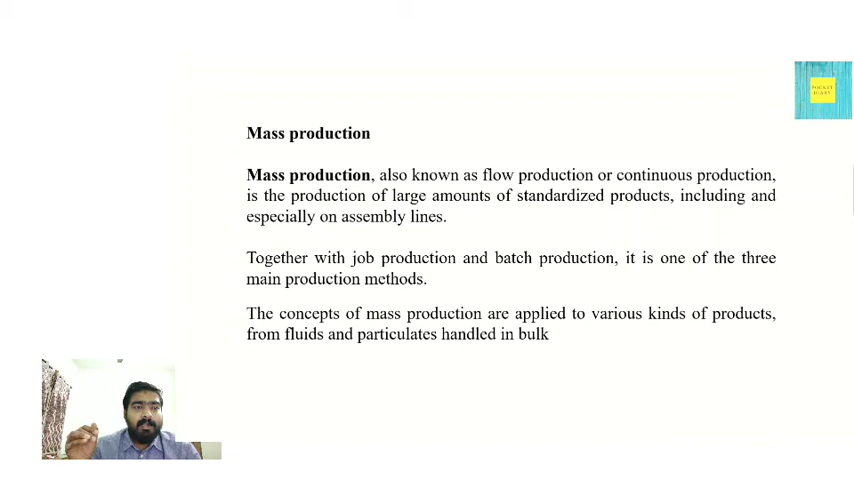 Mass production
POCKET
DIARY
Mass production, also known as flow production or continuous production,
is the production of large amounts of standardized products, including and
especially on assembly lines.
Together with job production and batch production, it is one of the three
main production methods.
The concepts of mass production are applied to various kinds of products,
from fluids and particulates handled in bulk